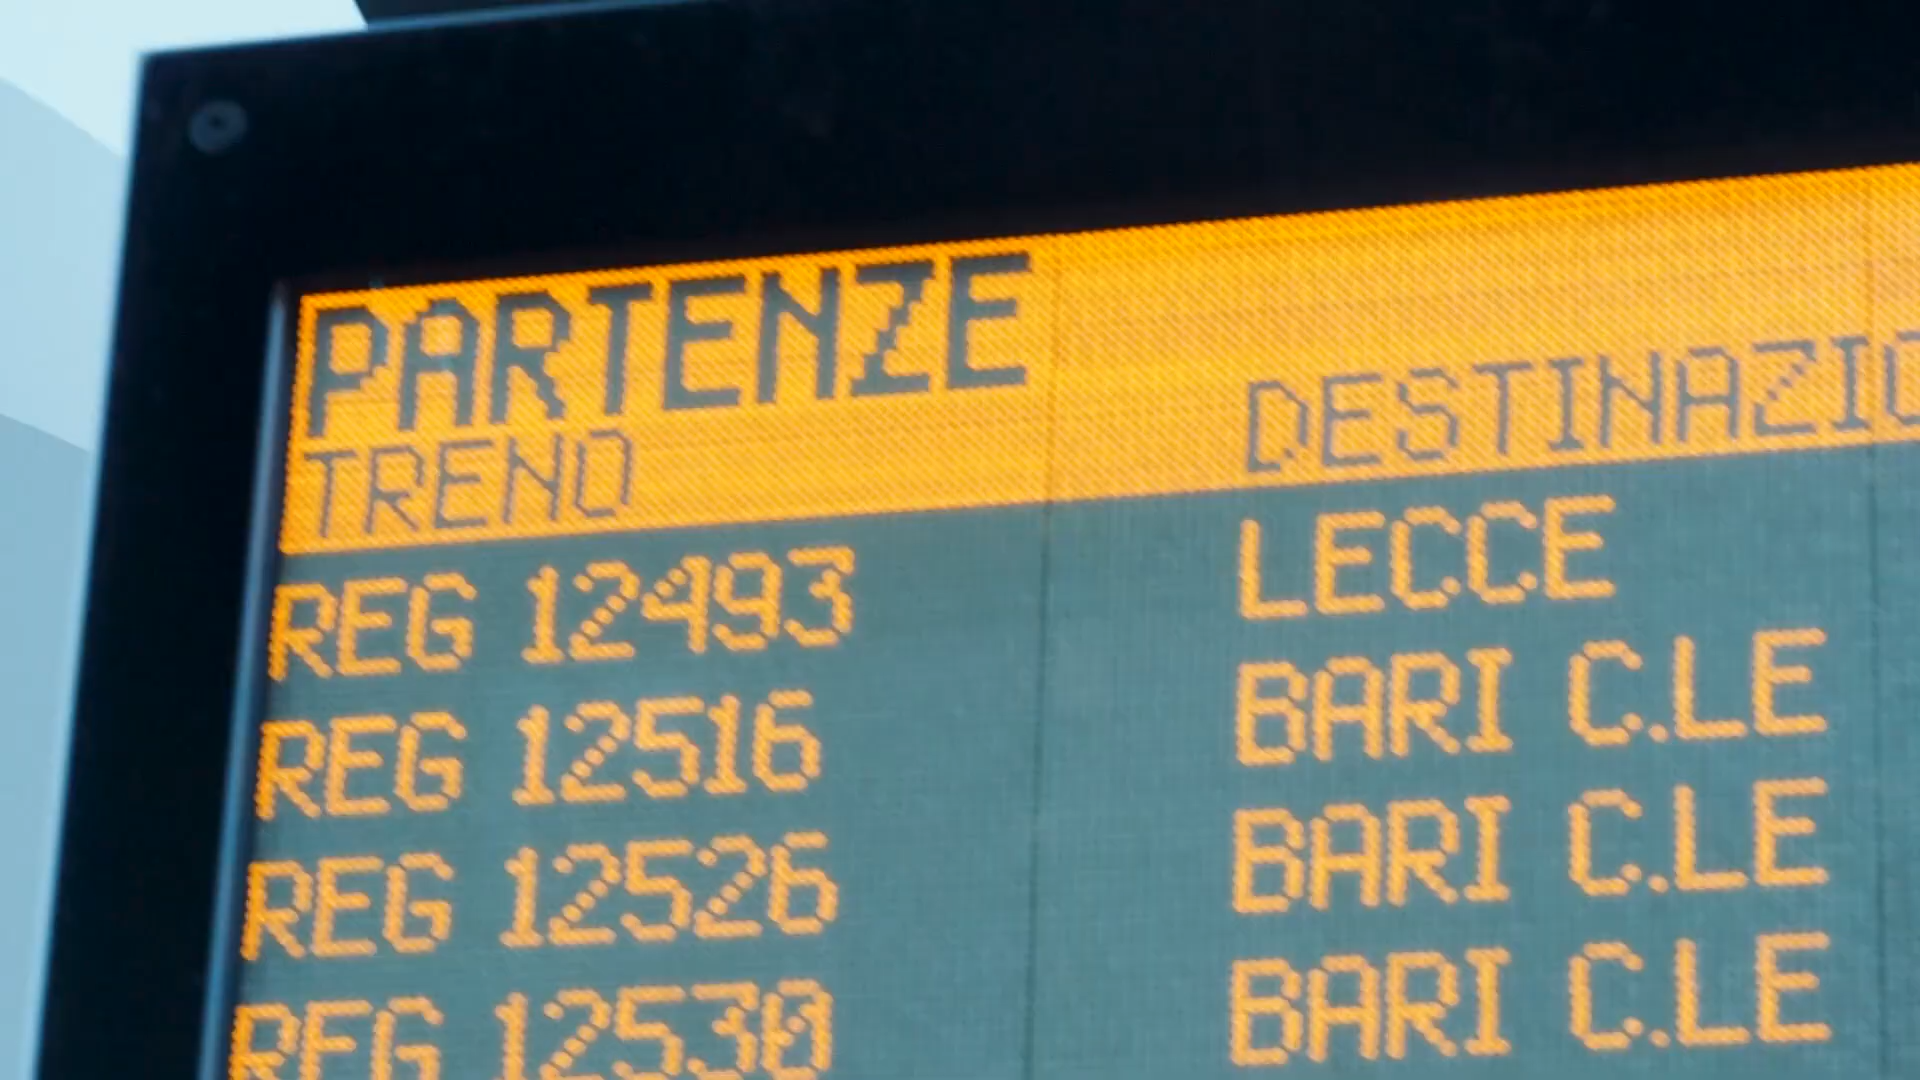 PARTENZE
TRENO DESTINAZIO
REG 12493 LECCE
REG 12516 BARI C.LE
REG 12526 BARI C.LE
REG 12530 BARI C.LE